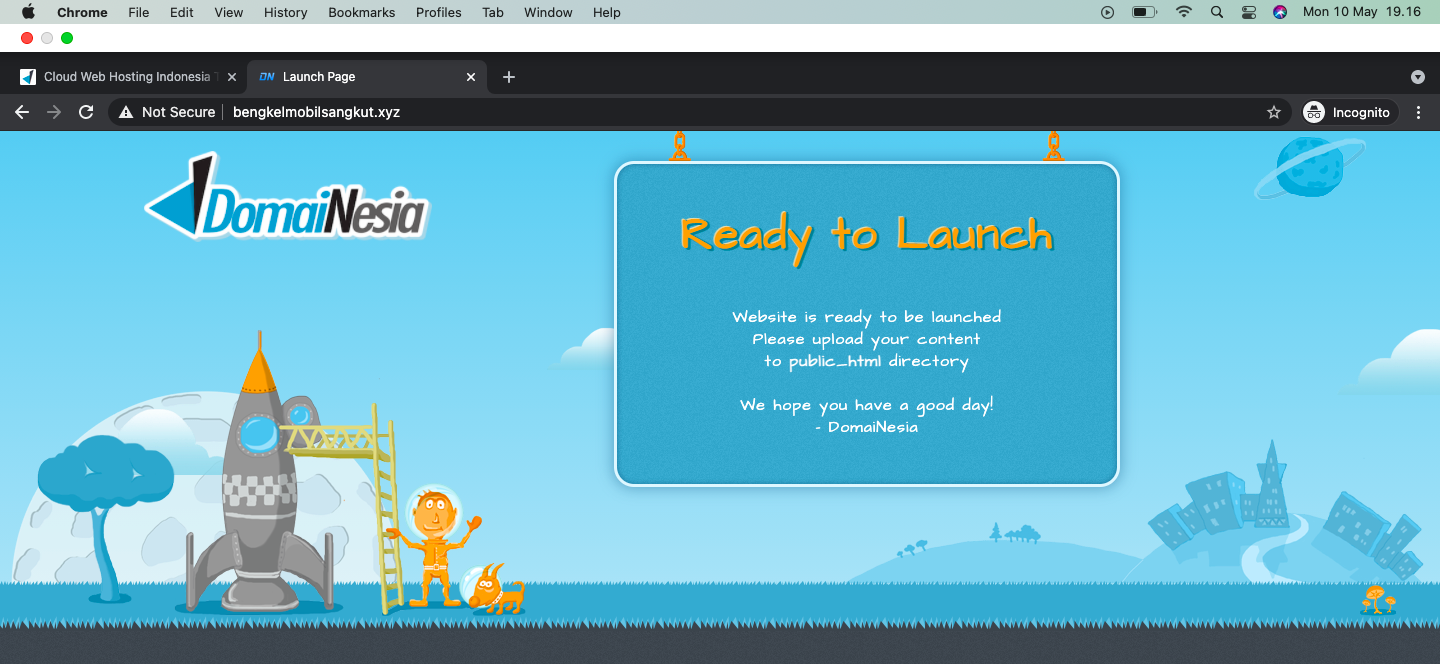 Chrome File Edit View History Bookmarks Profiles Tab Window Help Mon 10 May 19.16
Cloud Web Hosting Indonesia DN Launch Page
Not Secure bengkelmobilsangkut.xyz Incognito
DomaiNesia
Ready to Launch
Website is ready to be launched
Please upload your content
to public_html directory
We hope you have a good day!
- DomaiNesia